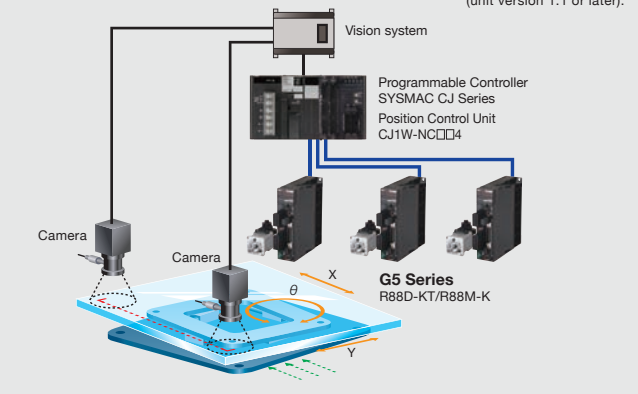 (unit version 1.1 or later).
Vision system
Programmable Controller
SYSMAC CJ Series
Position Control Unit
CJ1W-NC□□4
Camera
Camera
X
θ
G5 Series
R88D-KT/R88M-K
Y